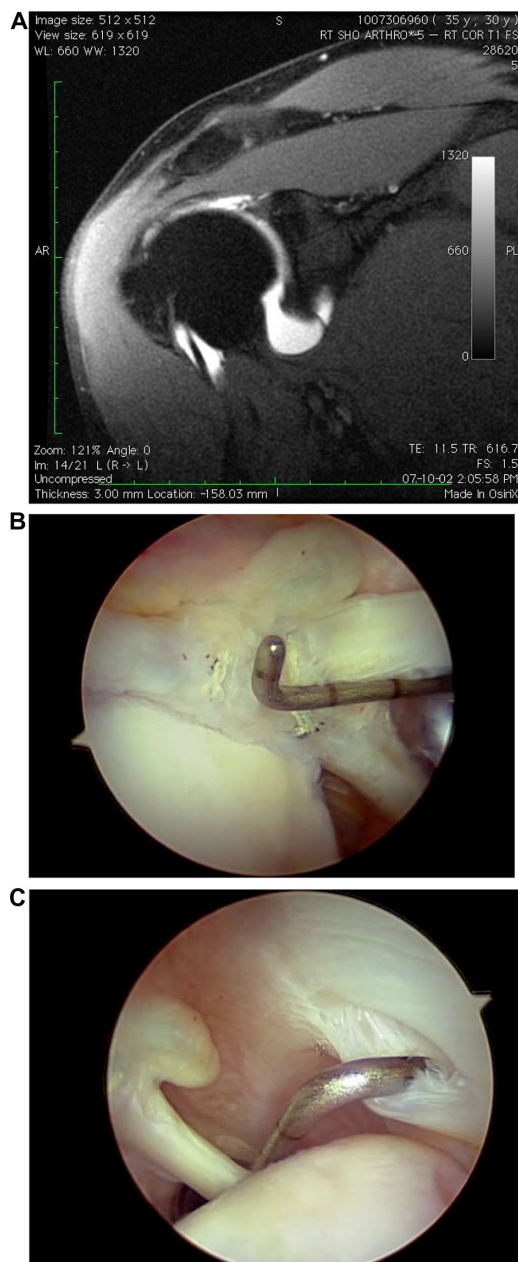 A
Image size: 512 x 512
View size: 619 x 619
WL: 660 WW: 1320
S
1007306960 ( 35 y , 30 y )
RT SHO ARTHRO*5 — RT COR T1 FS
28620
5
1320
AR
660
PL
0
Zoom: 121% Angle: 0
Im: 14/21 L (R -> L)
Uncompressed
Thickness: 3.00 mm Location: -158.03 mm
I
TE: 11.5 TR: 616.7
FS: 1.5
07-10-02 2:05:58 PM
Made In OsiriX
B
C